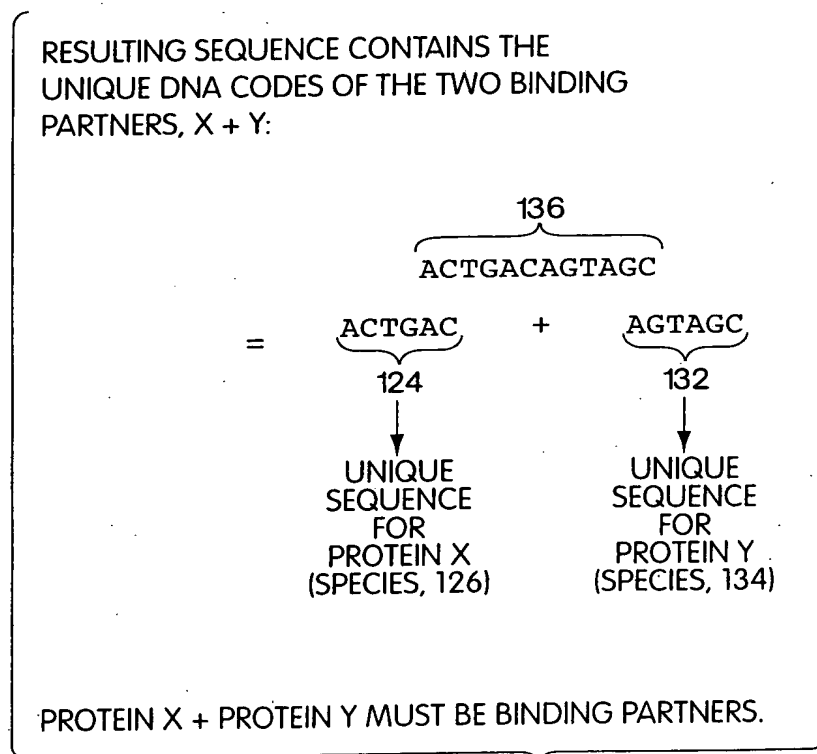 RESULTING SEQUENCE CONTAINS THE
UNIQUE DNA CODES OF THE TWO BINDING
PARTNERS, X + Y:
136
ACTGACAGTAGC
= ACTGAC + AGTAGC
124 132
UNIQUE UNIQUE
SEQUENCE SEQUENCE
FOR FOR
PROTEIN X PROTEIN Y
(SPECIES, 126) (SPECIES, 134)
PROTEIN X + PROTEIN Y MUST BE BINDING PARTNERS.